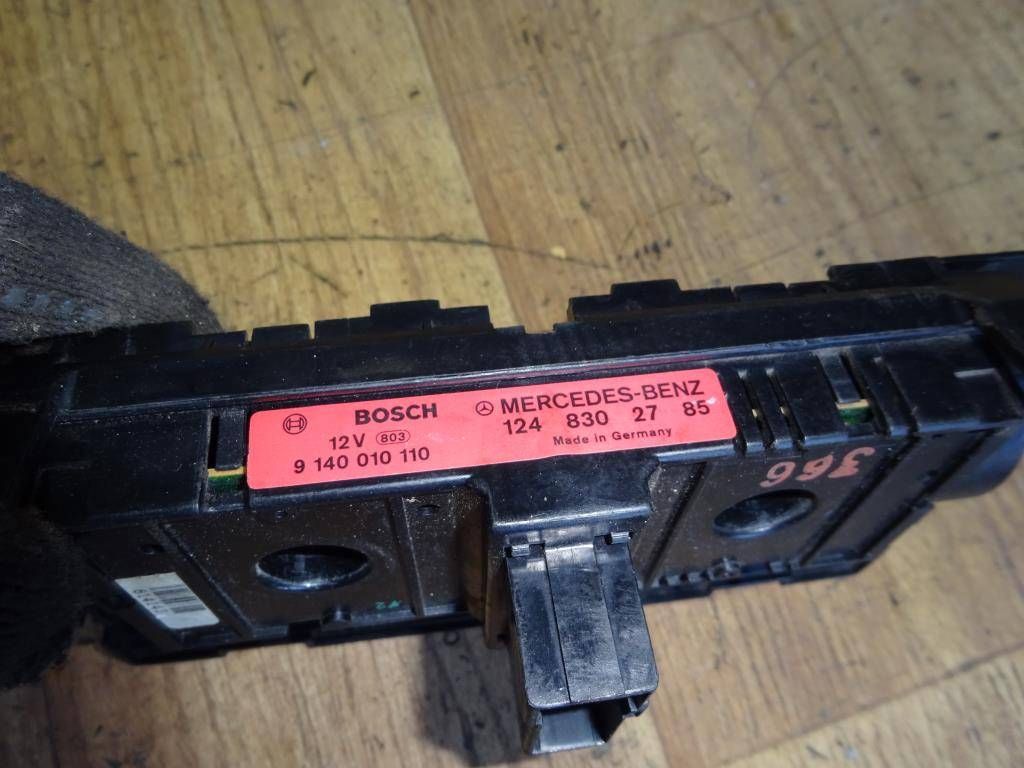 BOSCH
12V 803
9 140 010 110
MERCEDES-BENZ
124 830 27 85
Made in Germany
366